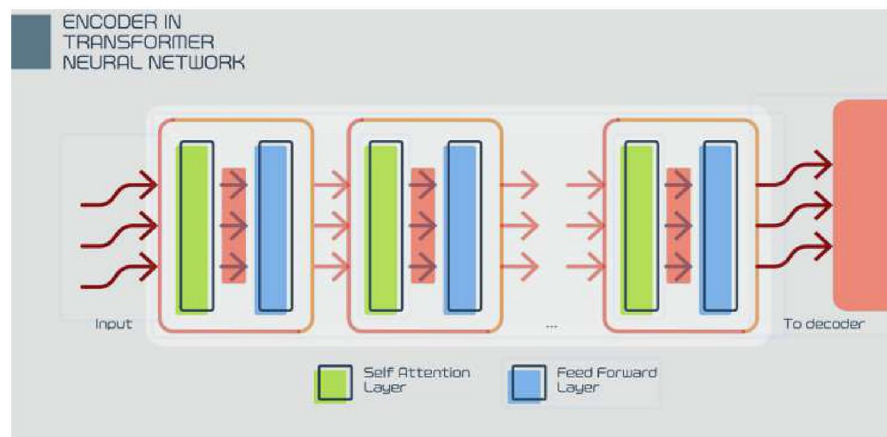 ENCODER IN
TRANSFORMER
NEURAL NETWORK
Input
...
To decoder
Self Attention
Layer
Feed Forward
Layer